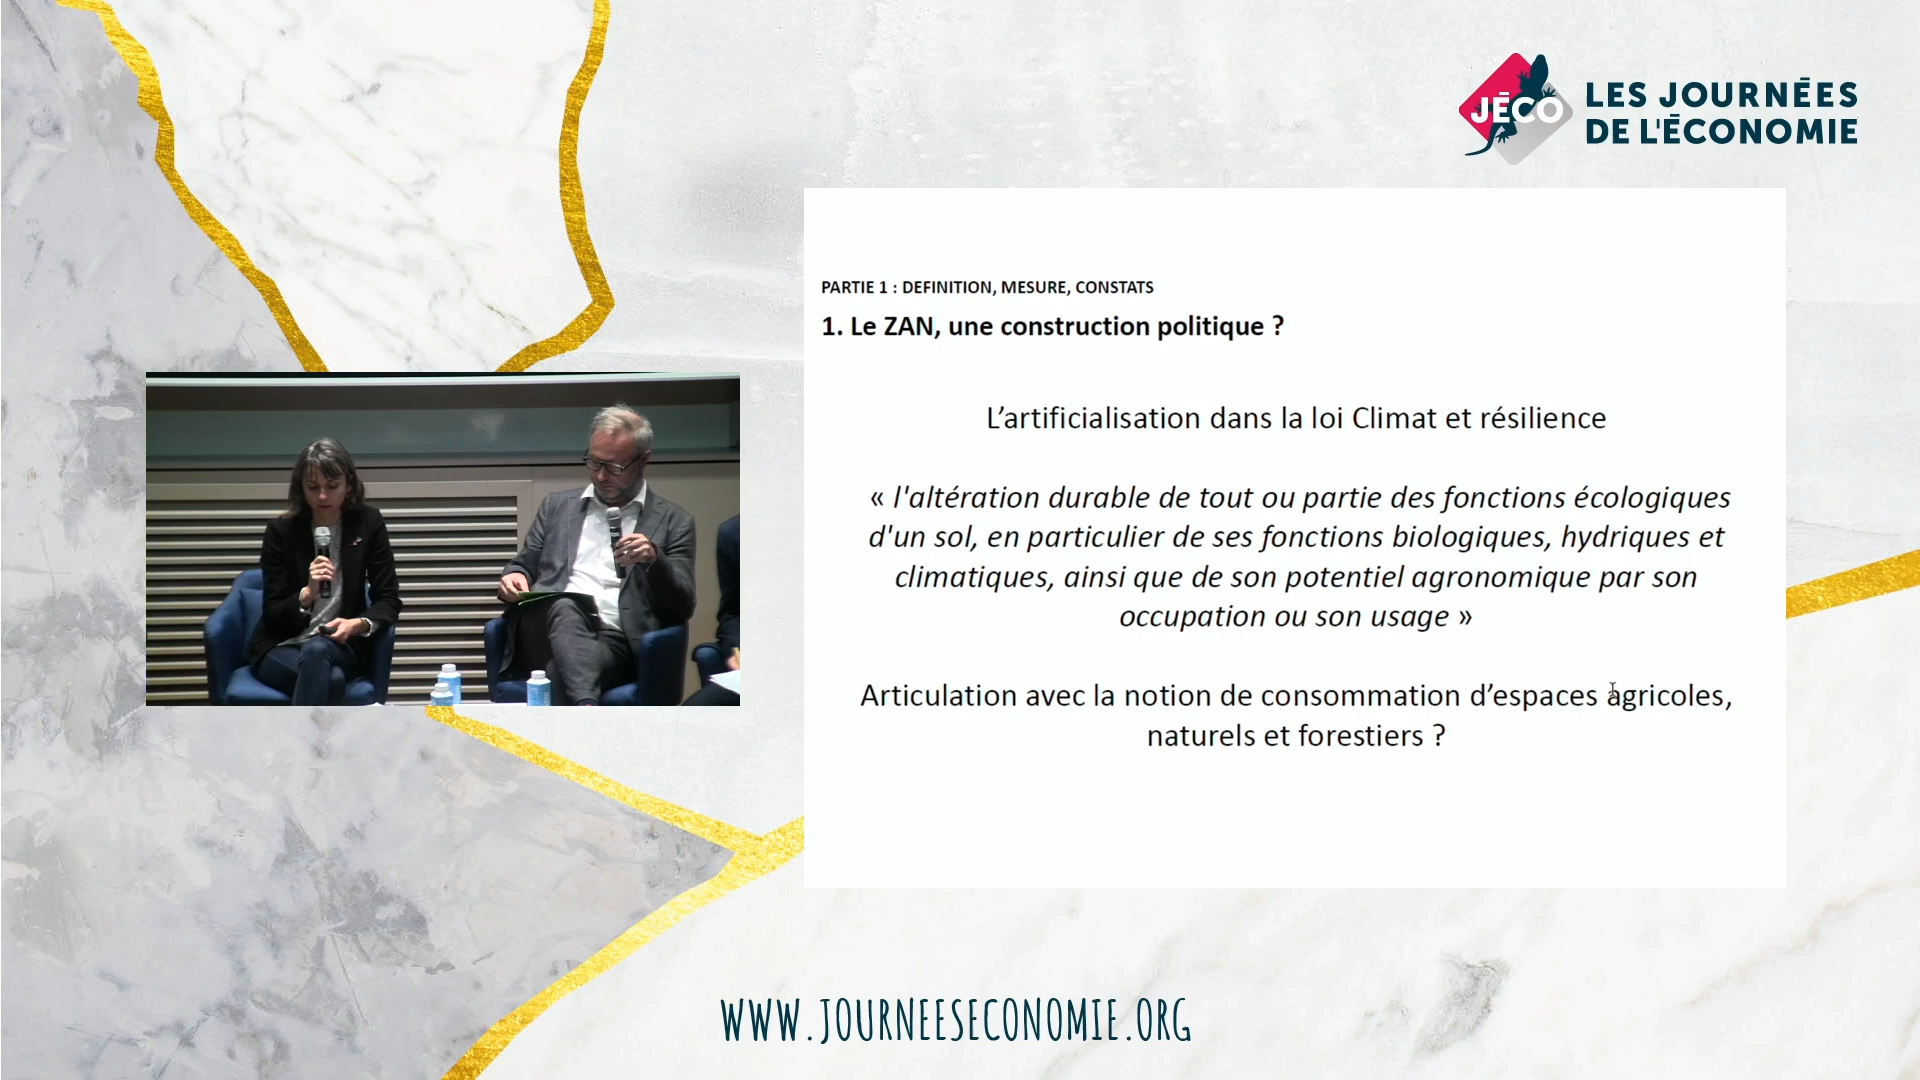 JÉCO
LES JOURNÉES
DE L'ÉCONOMIE
PARTIE 1 : DEFINITION, MESURE, CONSTATS
1. Le ZAN, une construction politique ?
L’artificialisation dans la loi Climat et résilience
« l'altération durable de tout ou partie des fonctions écologiques
d'un sol, en particulier de ses fonctions biologiques, hydriques et
climatiques, ainsi que de son potentiel agronomique par son
occupation ou son usage »
Articulation avec la notion de consommation d’espaces agricoles,
naturels et forestiers ?
WWW.JOURNEESECONOMIE.ORG